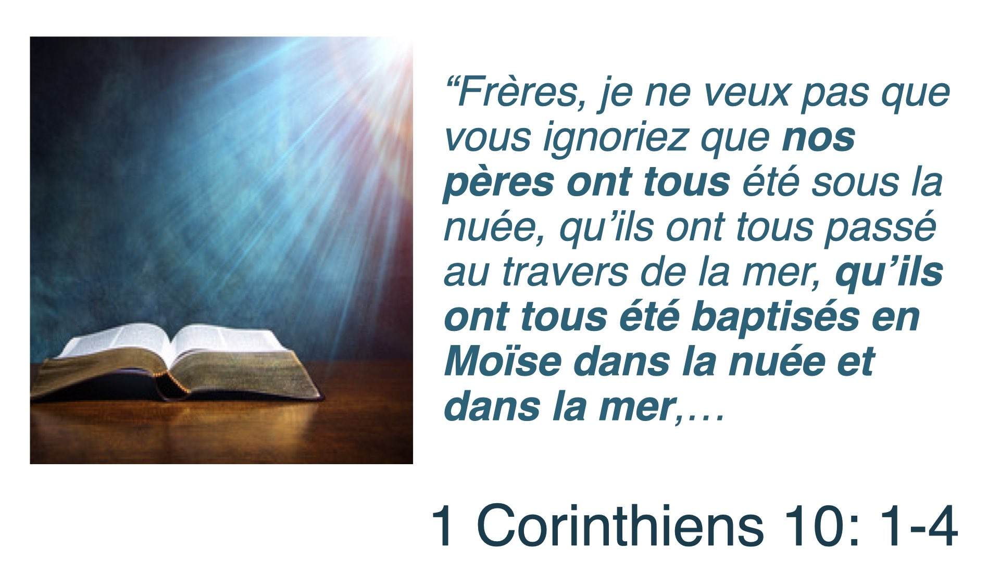 “Frères, je ne veux pas que
vous ignoriez que nos
pères ont tous été sous la
nuée, qu’ils ont tous passé
au travers de la mer, qu’ils
ont tous été baptisés en
Moïse dans la nuée et
dans la mer,…
1 Corinthiens 10: 1-4